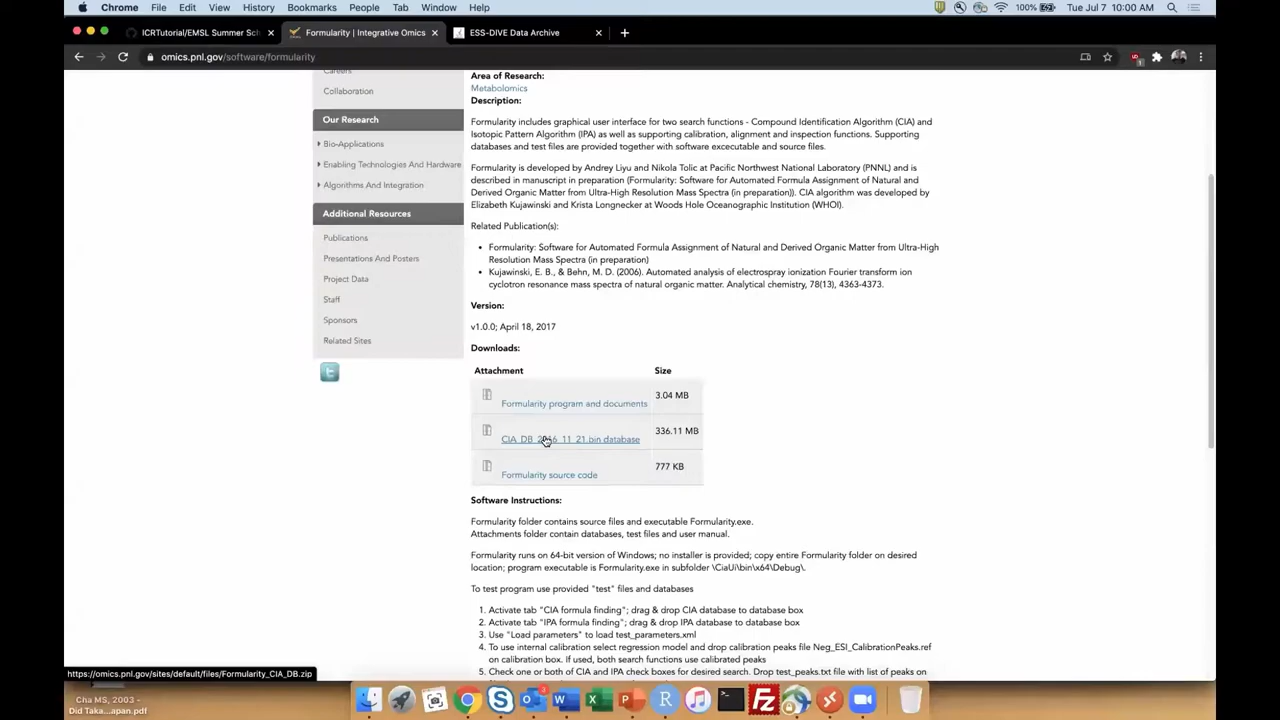 Chrome File Edit View History Bookmarks People Tab Window Help 100% Tue Jul 7 10:00 AM
ICRTutorial/EMSL Summer Sch Formularity | Integrative Omics ESS-DIVE Data Archive
omics.pnl.gov/software/formularity
Careers
Collaboration
Our Research
Bio-Applications
Enabling Technologies And Hardware
Algorithms And Integration
Additional Resources
Publications
Presentations And Posters
Project Data
Staff
Sponsors
Related Sites
Area of Research:
Metabolomics
Description:
Formularity includes graphical user interface for two search functions - Compound Identification Algorithm (CIA) and
Isotopic Pattern Algorithm (IPA) as well as supporting calibration, alignment and inspection functions. Supporting
databases and test files are provided together with software excecutable and source files.
Formularity is developed by Andrey Liyu and Nikola Tolic at Pacific Northwest National Laboratory (PNNL) and is
described in manuscript in preparation (Formularity: Software for Automated Formula Assignment of Natural and
Derived Organic Matter from Ultra-High Resolution Mass Spectra (in preparation)). CIA algorithm was developed by
Elizabeth Kujawinski and Krista Longnecker at Woods Hole Oceanographic Institution (WHOI).
Related Publication(s):
Formularity: Software for Automated Formula Assignment of Natural and Derived Organic Matter from Ultra-High
Resolution Mass Spectra (in preparation)
Kujawinski, E. B., & Behn, M. D. (2006). Automated analysis of electrospray ionization Fourier transform ion
cyclotron resonance mass spectra of natural organic matter. Analytical chemistry, 78(13), 4363-4373.
Version:
v1.0.0; April 18, 2017
Downloads:
Attachment Size
Formularity program and documents 3.04 MB
CIA_DB_2016_11_21.bin database 336.11 MB
Formularity source code 777 KB
Software Instructions:
Formularity folder contains source files and executable Formularity.exe.
Attachments folder contain databases, test files and user manual.
Formularity runs on 64-bit version of Windows; no installer is provided; copy entire Formularity folder on desired
location; program executable is Formularity.exe in subfolder \CiaUi\bin\x64\Debug\.
To test program use provided "test" files and databases
1. Activate tab "CIA formula finding"; drag & drop CIA database to database box
2. Activate tab "IPA formula finding"; drag & drop IPA database to database box
3. Use "Load parameters" to load test_parameters.xml
4. To use internal calibration select regression model and drop calibration peaks file Neg_ESI_CalibrationPeaks.ref
on calibration box. If used, both search functions use calibrated peaks
5. Check one or both of CIA and IPA check boxes for desired search. Drop test_peaks.txt file with list of peaks on
https://omics.pnl.gov/sites/default/files/Formularity_CIA_DB.zip
Cha MS, 2003 -
Did Taka...apan.pdf